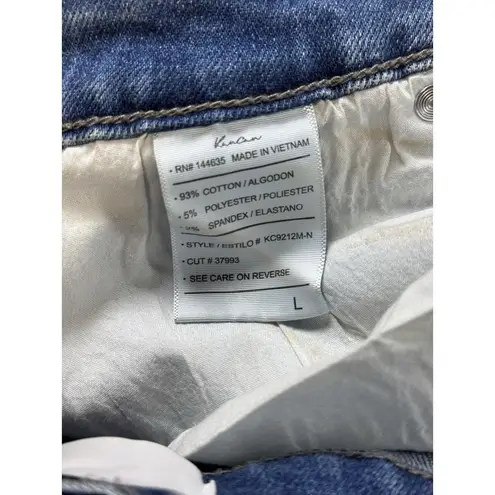 KanCan
• RN# 144635 MADE IN VIETNAM
• 93% COTTON / ALGODON
• 5% POLYESTER / POLIESTER
SPANDEX / ELASTANO
• STYLE / ESTILO # KC9212M-N
• CUT # 37993
• SEE CARE ON REVERSE
L